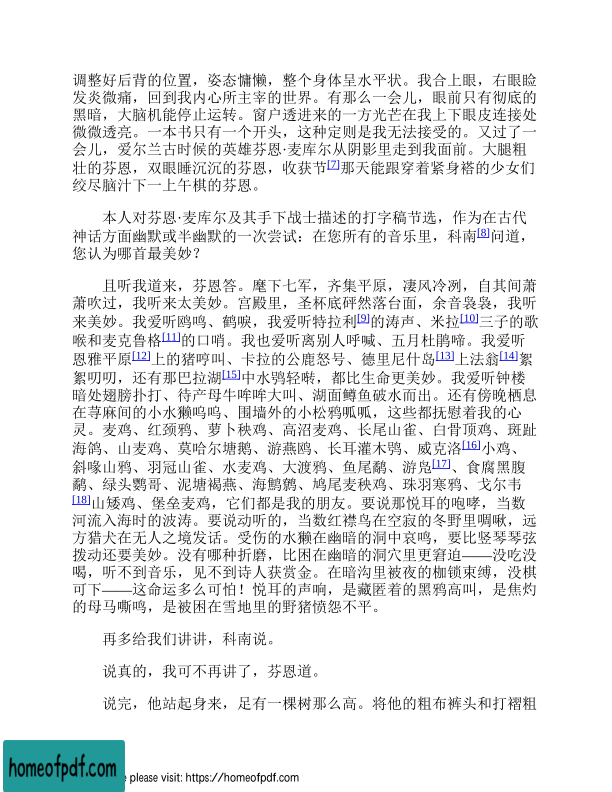 调整好后背的位置，姿态慵懒，整个身体呈水平状。我合上眼，右眼睑
发炎微痛，回到我内心所主宰的世界。有那么一会儿，眼前只有彻底的
黑暗，大脑机能停止运转。窗户透进来的一方光芒在我上下眼皮连接处
微微透亮。一本书只有一个开头，这种定则是我无法接受的。又过了一
会儿，爱尔兰古时候的英雄芬恩·麦库尔从阴影里走到我面前。大腿粗
壮的芬恩，双眼睡沉沉的芬恩，收获节[7]那天能跟穿着紧身褡的少女们
绞尽脑汁下一上午棋的芬恩。
本人对芬恩·麦库尔及其手下战士描述的打字稿节选，作为在古代
神话方面幽默或半幽默的一次尝试：在您所有的音乐里，科南[8]问道，
您认为哪首最美妙？
且听我道来，芬恩答。麾下七军，齐集平原，凄风冷冽，自其间萧
萧吹过，我听来太美妙。宫殿里，圣杯底砰然落台面，余音袅袅，我听
来美妙。我爱听鸥鸣、鹤唳，我爱听特拉利[9]的涛声、米拉[10]三子的歌
喉和麦克鲁格[11]的口哨。我也爱听离别人呼喊、五月杜鹃啼。我爱听
恩雅平原[12]上的猪哼叫、卡拉的公鹿怒号、德里尼什岛[13]上法翁[14]絮
絮叨叨，还有那巴拉湖[15]中水鸮轻啭，都比生命更美妙。我爱听钟楼
暗处翅膀扑打、待产母牛哞哞大叫、湖面鳟鱼破水而出。还有傍晚栖息
在荨麻间的小水獭呜呜、围墙外的小松鸦呱呱，这些都抚慰着我的心
灵。麦鸡、红颈鸦、萝卜秧鸡、高沼麦鸡、长尾山雀、白骨顶鸡、斑趾
海鸽、山麦鸡、莫哈尔塘鹅、游燕鸥、长耳灌木鸮、威克洛[16]小鸡、
斜喙山鸦、羽冠山雀、水麦鸡、大渡鸦、鱼尾鹬、游凫[17]、食腐黑腹
鹬、绿头鹦哥、泥塘褐燕、海鹪鹩、鸠尾麦秧鸡、珠羽寒鸦、戈尔韦
[18]山矮鸡、堡垒麦鸡，它们都是我的朋友。要说那悦耳的咆哮，当数
河流入海时的波涛。要说动听的，当数红襟鸟在空寂的冬野里啁啾，远
方猎犬在无人之境发话。受伤的水獭在幽暗的洞中哀鸣，要比竖琴琴弦
拨动还要美妙。没有哪种折磨，比困在幽暗的洞穴里更窘迫——没吃没
喝，听不到音乐，见不到诗人获赏金。在暗沟里被夜的枷锁束缚，没棋
可下——这命运多么可怕！悦耳的声响，是藏匿着的黑鸦高叫，是焦灼
的母马嘶鸣，是被困在雪地里的野猪愤怨不平。
再多给我们讲讲，科南说。
说真的，我可不再讲了，芬恩道。
说完，他站起身来，足有一棵树那么高。将他的粗布裤头和打褶粗
homeofpdf.com
e please visit: https://homeofpdf.com